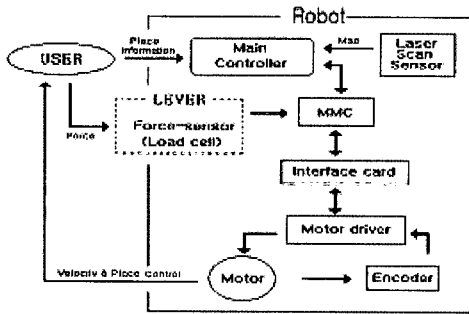 Robot
Place
Information
USER
Main
Controller
Map
Laser
Scan
Sensor
LEVER
Force-sensor
(Load cell)
Force
MMC
Interface card
Motor driver
Velocity & Place Control
Motor
Encoder